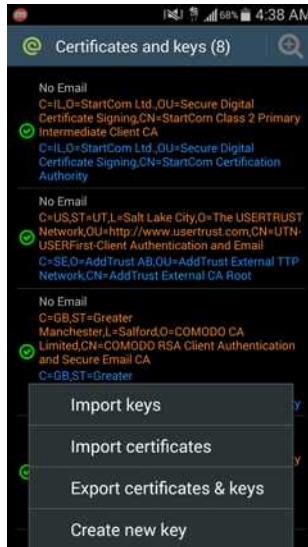 68% 4:38 AM
Certificates and keys (8)
No Email
C=IL,O=StartCom Ltd.,OU=Secure Digital
Certificate Signing,CN=StartCom Class 2 Primary
Intermediate Client CA
C=IL,O=StartCom Ltd.,OU=Secure Digital
Certificate Signing,CN=StartCom Certification
Authority
No Email
C=US,ST=UT,L=Salt Lake City,O=The USERTRUST
Network,OU=http://www.usertrust.com,CN=UTN-
USERFirst-Client Authentication and Email
C=SE,O=AddTrust AB,OU=AddTrust External TTP
Network,CN=AddTrust External CA Root
No Email
C=GB,ST=Greater
Manchester,L=Salford,O=COMODO CA
Limited,CN=COMODO RSA Client Authentication
and Secure Email CA
C=GB,ST=Greater
Import keys
Import certificates
Export certificates & keys
Create new key